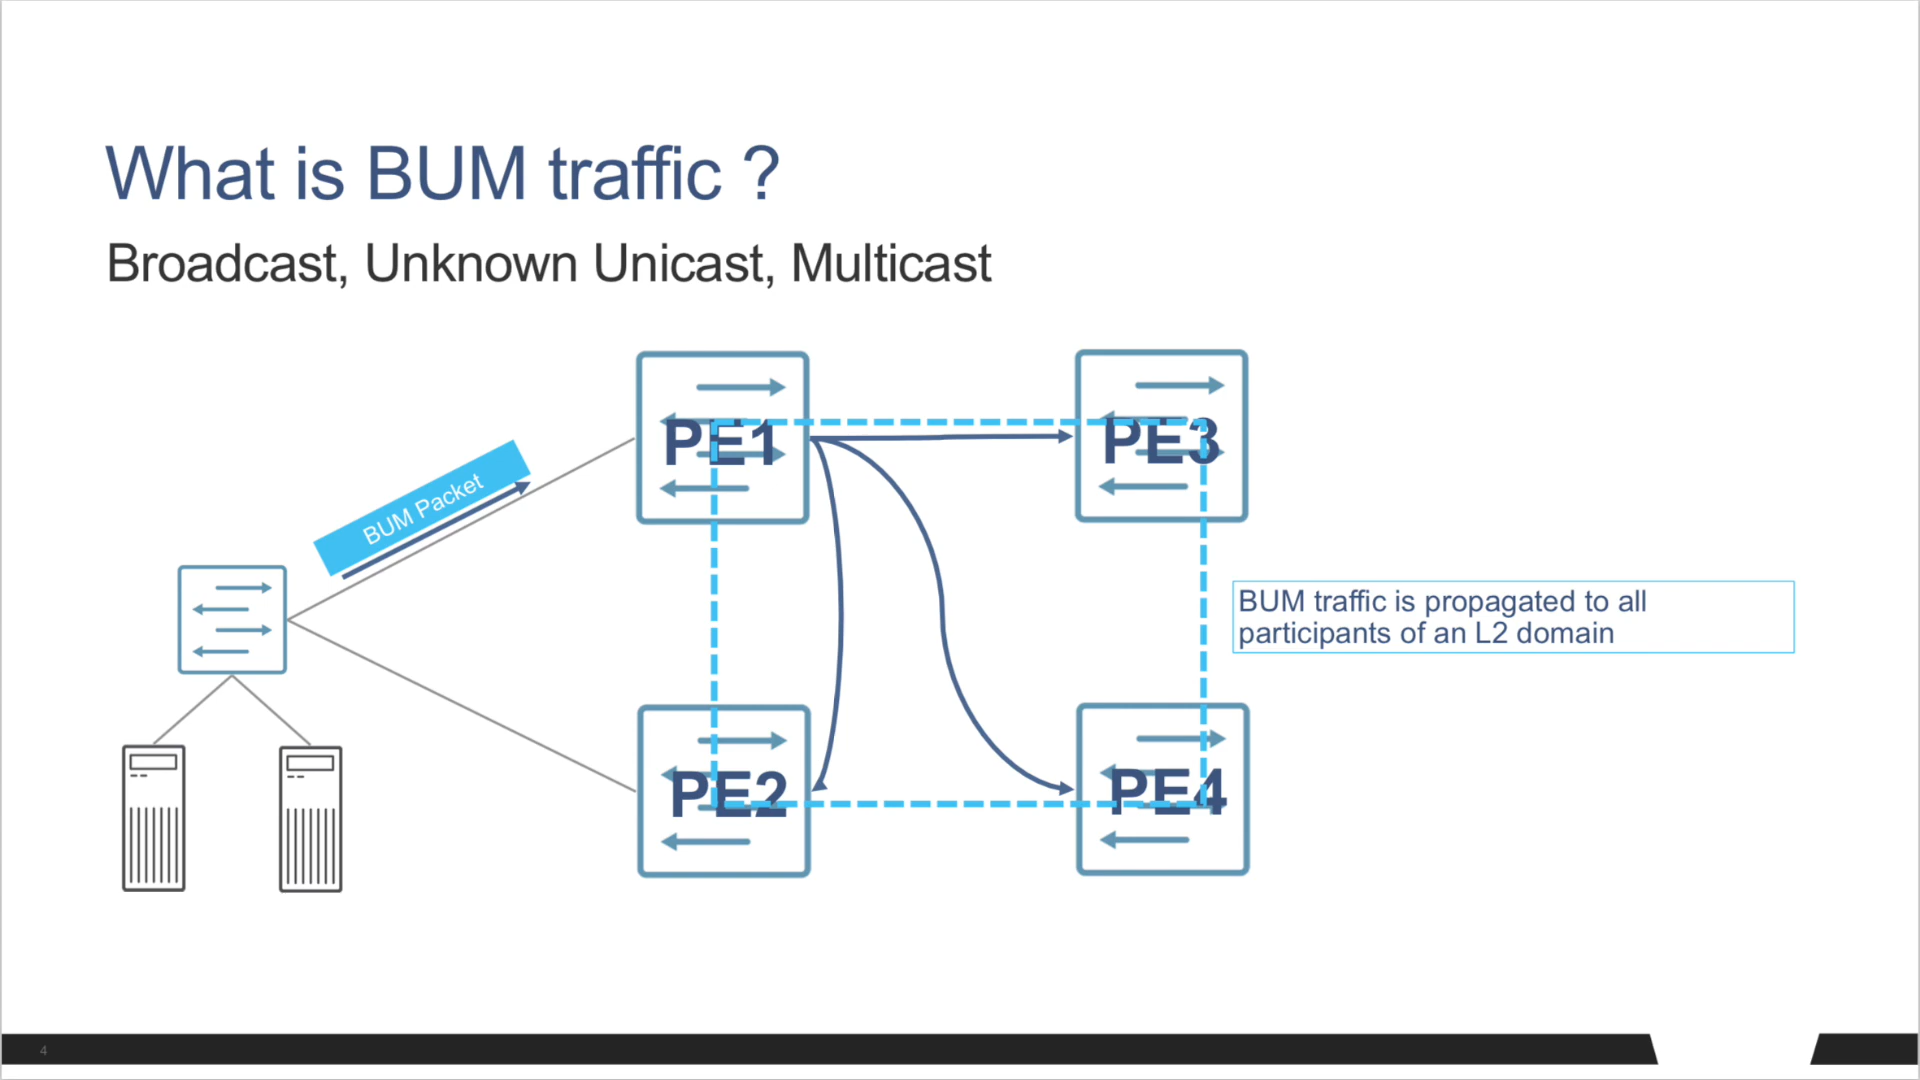 What is BUM traffic ?
Broadcast, Unknown Unicast, Multicast
PE1
PE3
BUM Packet
BUM traffic is propagated to all
participants of an L2 domain
PE2
PE4
4